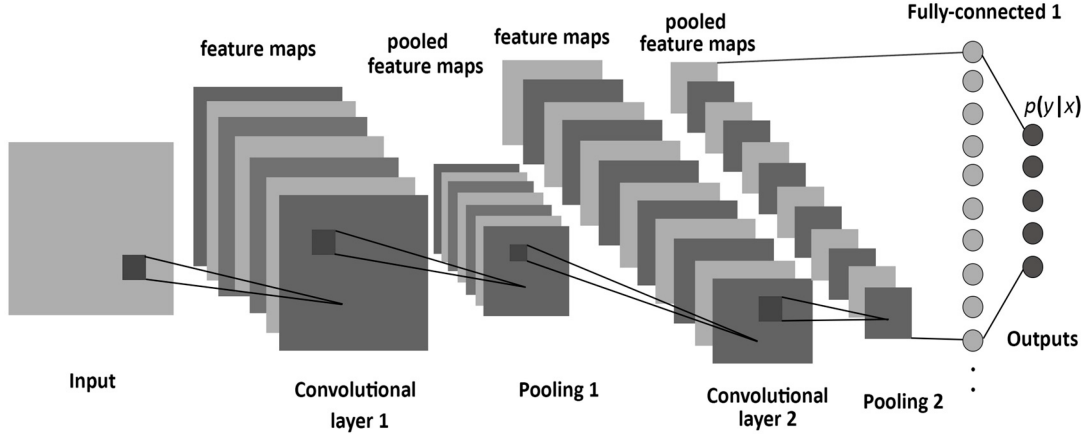 Fully-connected 1
feature maps
pooled
feature maps
feature maps
pooled
feature maps
p(y|x)
Outputs
Input
Convolutional
layer 1
Pooling 1
Convolutional
layer 2
Pooling 2